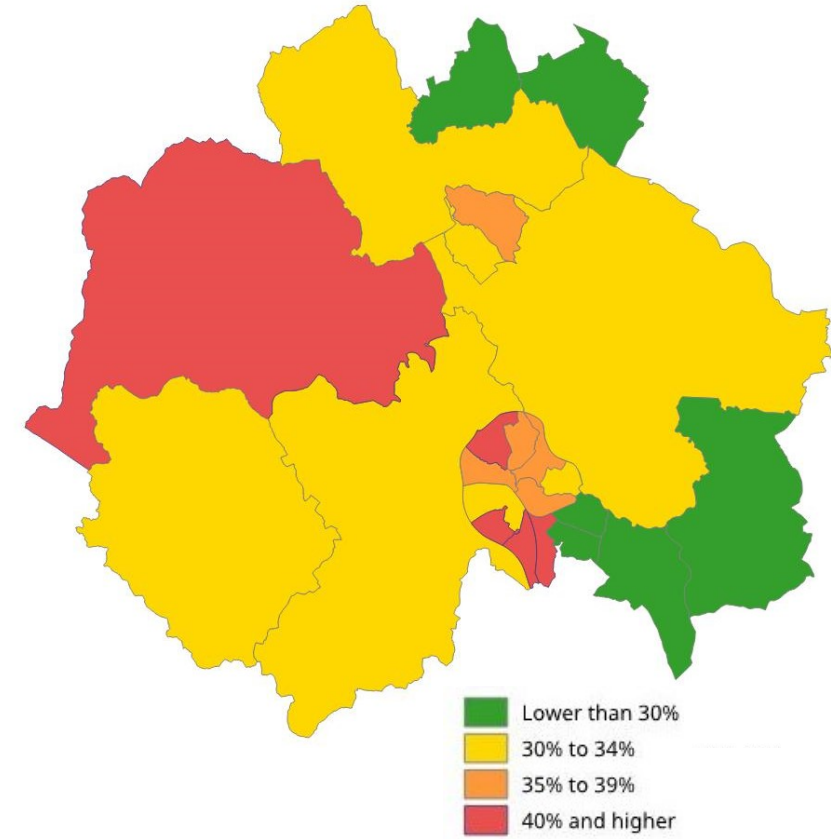 Lower than 30%
30% to 34%
35% to 39%
40% and higher